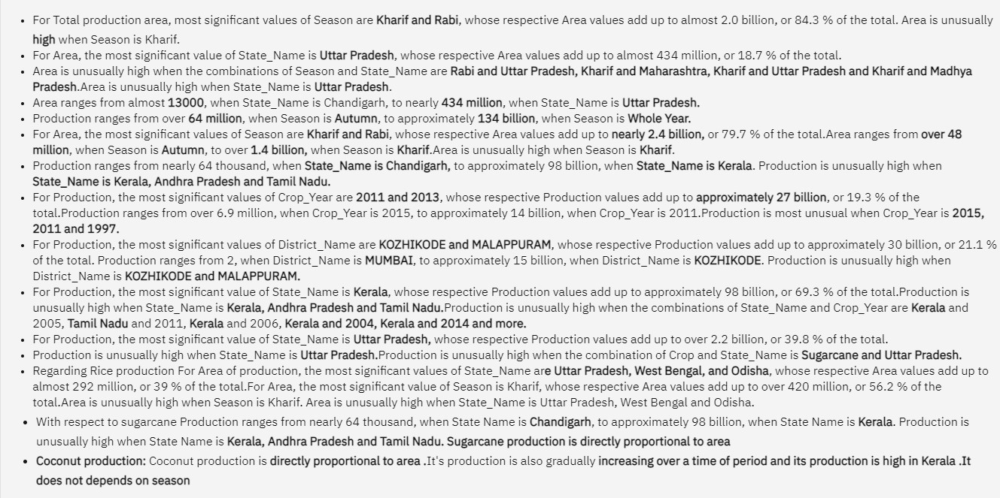 • For Total production area, most significant values of Season are Kharif and Rabi, whose respective Area values add up to almost 2.0 billion, or 84.3 % of the total. Area is unusually
high when Season is Kharif.
• For Area, the most significant value of State_Name is Uttar Pradesh, whose respective Area values add up to almost 434 million, or 18.7 % of the total.
• Area is unusually high when the combinations of Season and State_Name are Rabi and Uttar Pradesh, Kharif and Maharashtra, Kharif and Uttar Pradesh and Kharif and Madhya
Pradesh.Area is unusually high when State_Name is Uttar Pradesh.
• Area ranges from almost 13000, when State_Name is Chandigarh, to nearly 434 million, when State_Name is Uttar Pradesh.
• Production ranges from over 64 million, when Season is Autumn, to approximately 134 billion, when Season is Whole Year.
• For Area, the most significant values of Season are Kharif and Rabi, whose respective Area values add up to nearly 2.4 billion, or 79.7 % of the total.Area ranges from over 48
million, when Season is Autumn, to over 1.4 billion, when Season is Kharif.Area is unusually high when Season is Kharif.
• Production ranges from nearly 64 thousand, when State_Name is Chandigarh, to approximately 98 billion, when State_Name is Kerala. Production is unusually high when
State_Name is Kerala, Andhra Pradesh and Tamil Nadu.
• For Production, the most significant values of Crop_Year are 2011 and 2013, whose respective Production values add up to approximately 27 billion, or 19.3 % of the
total.Production ranges from over 6.9 million, when Crop_Year is 2015, to approximately 14 billion, when Crop_Year is 2011.Production is most unusual when Crop_Year is 2015,
2011 and 1997.
• For Production, the most significant values of District_Name are KOZHIKODE and MALAPPURAM, whose respective Production values add up to approximately 30 billion, or 21.1 %
of the total. Production ranges from 2, when District_Name is MUMBAI, to approximately 15 billion, when District_Name is KOZHIKODE. Production is unusually high when
District_Name is KOZHIKODE and MALAPPURAM.
• For Production, the most significant value of State_Name is Kerala, whose respective Production values add up to approximately 98 billion, or 69.3 % of the total.Production is
unusually high when State_Name is Kerala, Andhra Pradesh and Tamil Nadu.Production is unusually high when the combinations of State_Name and Crop_Year are Kerala and
2005, Tamil Nadu and 2011, Kerala and 2006, Kerala and 2004, Kerala and 2014 and more.
• For Production, the most significant value of State_Name is Uttar Pradesh, whose respective Production values add up to over 2.2 billion, or 39.8 % of the total.
• Production is unusually high when State_Name is Uttar Pradesh.Production is unusually high when the combination of Crop and State_Name is Sugarcane and Uttar Pradesh.
• Regarding Rice production For Area of production, the most significant values of State_Name are Uttar Pradesh, West Bengal, and Odisha, whose respective Area values add up to
almost 292 million, or 39 % of the total.For Area, the most significant value of Season is Kharif, whose respective Area values add up to over 420 million, or 56.2 % of the
total.Area is unusually high when Season is Kharif. Area is unusually high when State_Name is Uttar Pradesh, West Bengal and Odisha.
• With respect to sugarcane Production ranges from nearly 64 thousand, when State Name is Chandigarh, to approximately 98 billion, when State Name is Kerala. Production is
unusually high when State Name is Kerala, Andhra Pradesh and Tamil Nadu. Sugarcane production is directly proportional to area
• Coconut production: Coconut production is directly proportional to area .It's production is also gradually increasing over a time of period and its production is high in Kerala .It
does not depends on season